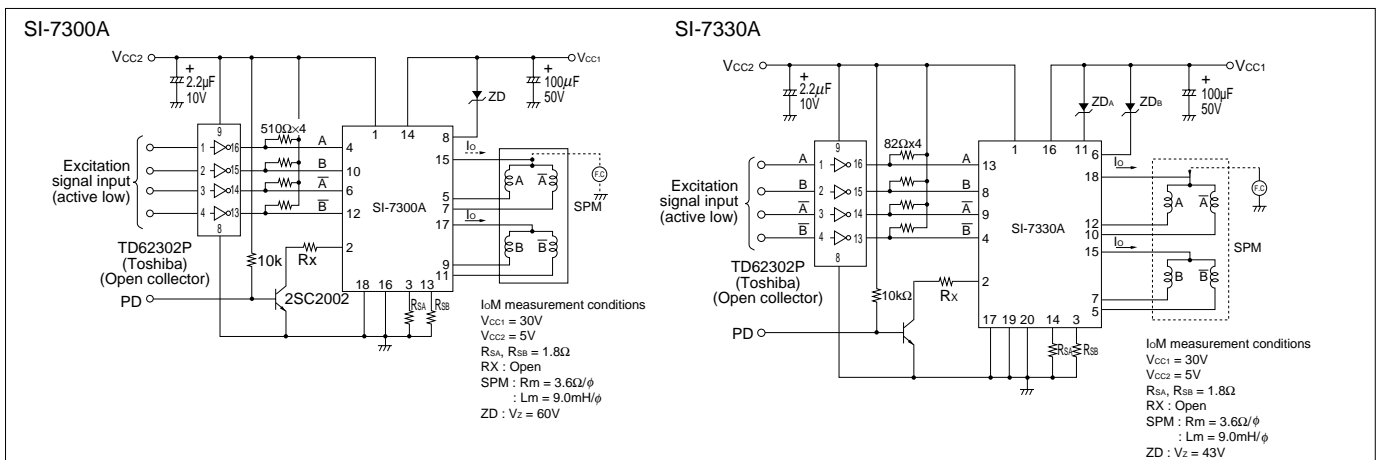 SI-7300A
VCC2
VCC1
+
2.2μF
10V
+
100μF
50V
ZD
9
510Ω×4
1
14
8
15
Excitation
signal input
(active low)
1
2
3
4
16
15
14
13
A
B
A̅
B̅
4
10
6
12
SI-7300A
IO
A
A̅
5
7
17
IO
SPM
F.C
B
B̅
9
11
8
TD62302P
(Toshiba)
(Open collector)
10k
RX
2
PD
2SC2002
18
16
3
13
RSA
RSB
IOM measurement conditions
VCC1 = 30V
VCC2 = 5V
RSA, RSB = 1.8Ω
RX : Open
SPM : Rm = 3.6Ω/ϕ
: Lm = 9.0mH/ϕ
ZD : VZ = 60V
SI-7330A
VCC2
VCC1
+
2.2μF
10V
+
100μF
50V
ZDA
ZDB
9
82Ωx4
1
16
11
6
18
Excitation
signal input
(active low)
A
B
A̅
B̅
1
2
3
4
16
15
14
13
A
B
A̅
B̅
13
8
9
4
SI-7330A
IO
A
A̅
12
10
15
IO
SPM
F.C
B
B̅
7
5
8
TD62302P
(Toshiba)
(Open collector)
10kΩ
RX
2
PD
17
19
20
14
3
RSA
RSB
IOM measurement conditions
VCC1 = 30V
VCC2 = 5V
RSA, RSB = 1.8Ω
RX : Open
SPM : Rm = 3.6Ω/ϕ
: Lm = 9.0mH/ϕ
ZD : VZ = 43V